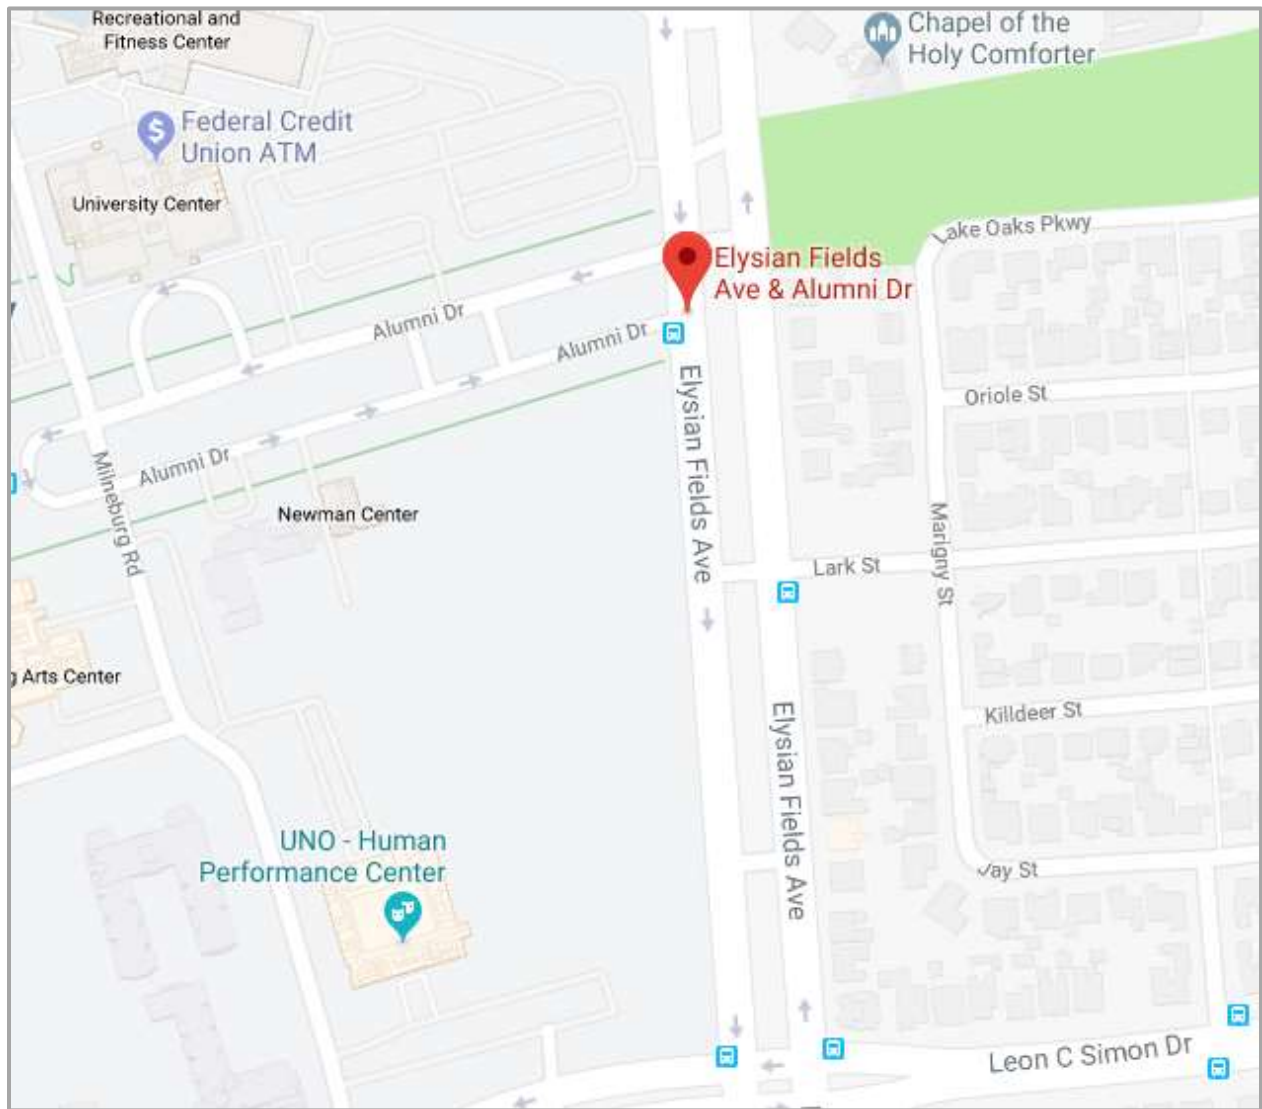 Recreational and
Fitness Center
Chapel of the
Holy Comforter
Federal Credit
Union ATM
University Center
Lake Oaks Pkwy
Elysian Fields
Ave & Alumni Dr
Alumni Dr
Alumni Dr
Elysian Fields Ave
Oriole St
Alumni Dr
Milneburg Rd
Newman Center
Marigny St
Lark St
g Arts Center
Killdeer St
Elysian Fields Ave
UNO - Human
Performance Center
Jay St
Leon C Simon Dr